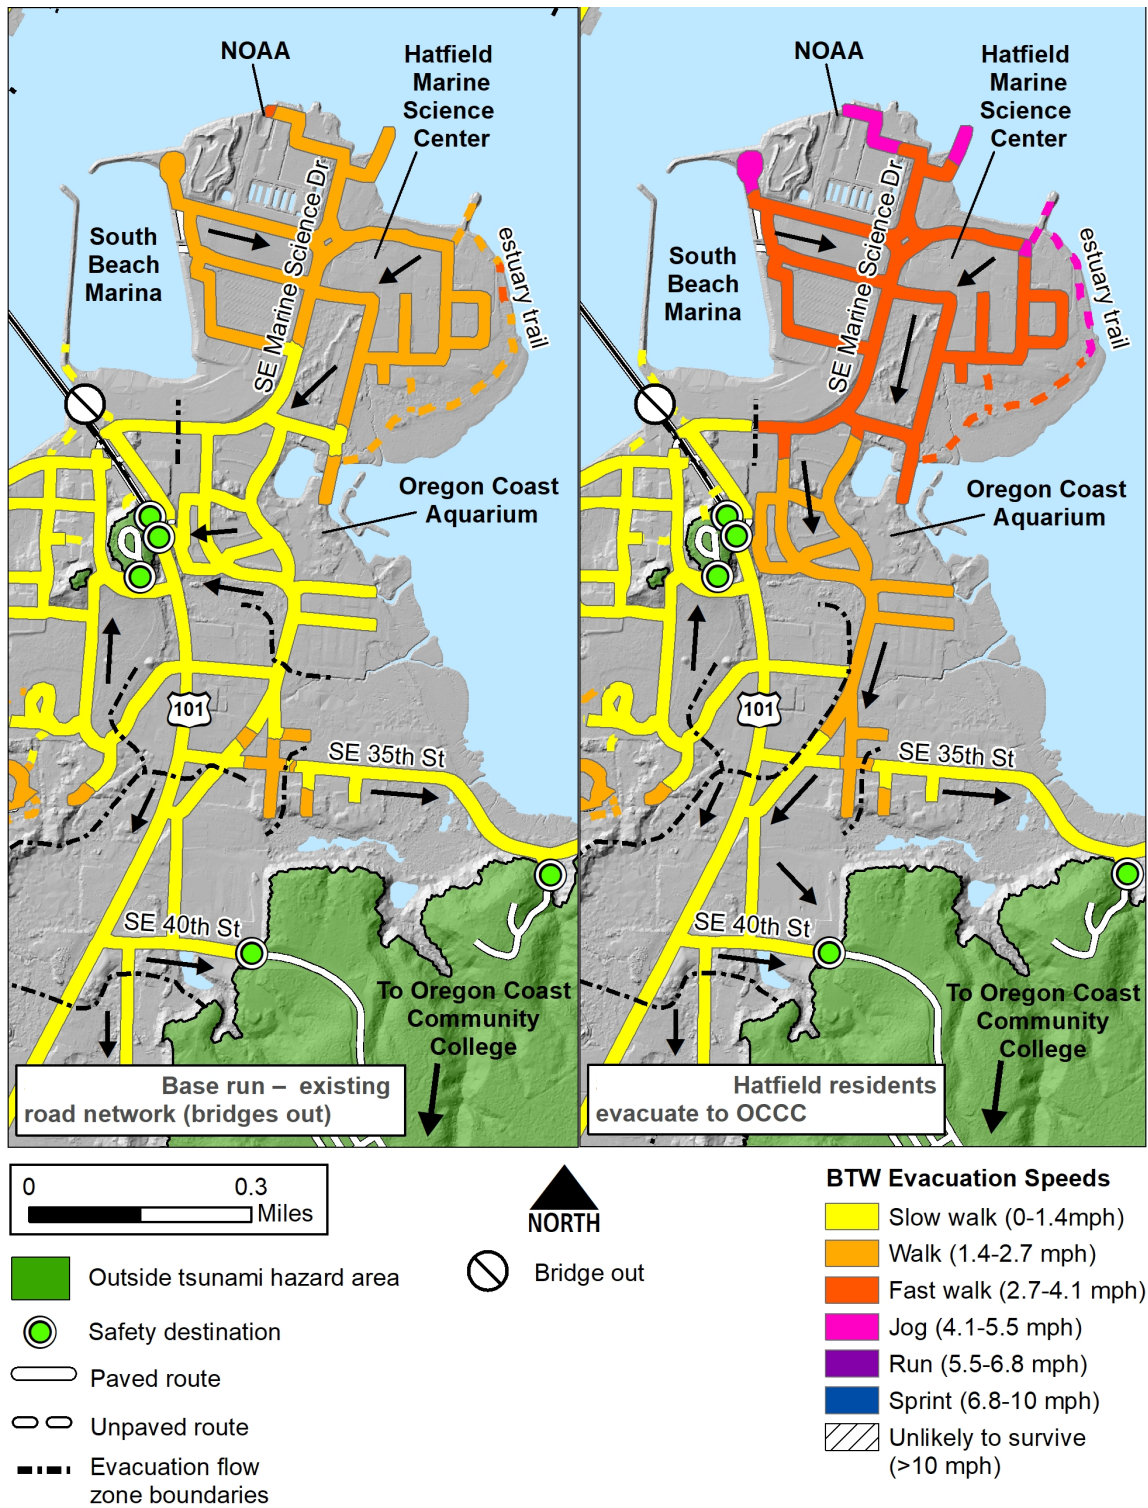 NOAA
Hatfield
Marine
Science
Center
SE Marine Science Dr
South
Beach
Marina
estuary trail
Oregon Coast
Aquarium
101
SE 35th St
SE 40th St
To Oregon Coast
Community
College
Base run – existing
road network (bridges out)
NOAA
Hatfield
Marine
Science
Center
SE Marine Science Dr
South
Beach
Marina
estuary trail
Oregon Coast
Aquarium
101
SE 35th St
SE 40th St
To Oregon Coast
Community
College
Hatfield residents
evacuate to OCCC
0 0.3
Miles
Outside tsunami hazard area
Safety destination
Paved route
Unpaved route
Evacuation flow
zone boundaries
NORTH
Bridge out
BTW Evacuation Speeds
Slow walk (0-1.4mph)
Walk (1.4-2.7 mph)
Fast walk (2.7-4.1 mph)
Jog (4.1-5.5 mph)
Run (5.5-6.8 mph)
Sprint (6.8-10 mph)
Unlikely to survive
(>10 mph)